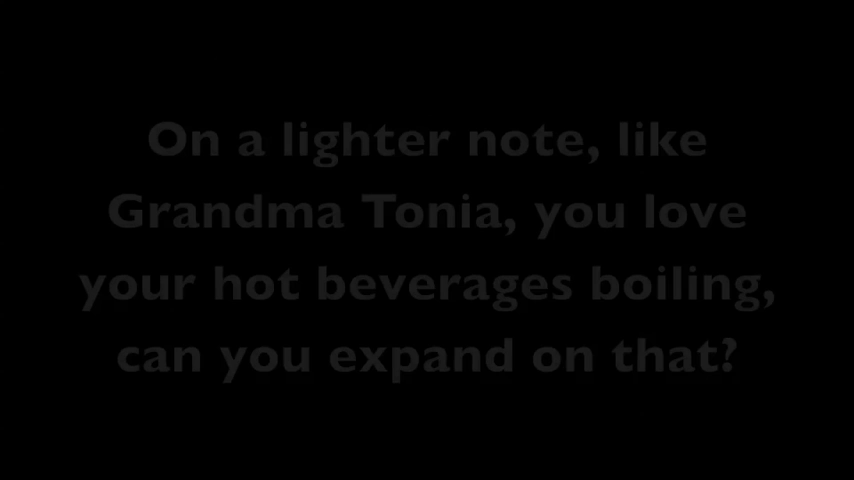 On a lighter note, like
Grandma Tonia, you love
your hot beverages boiling,
can you expand on that?